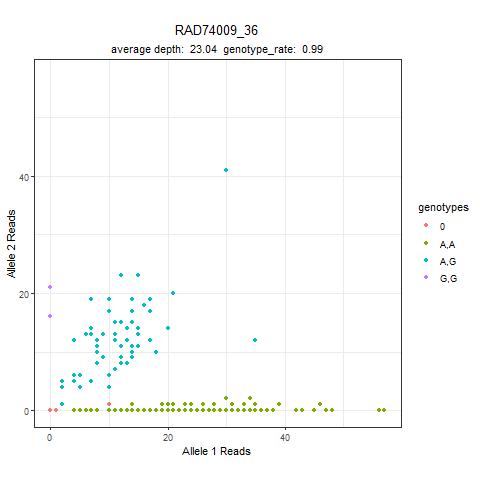 RAD74009_36
average depth:  23.04  genotype_rate:  0.99
Allele 2 Reads
40
20
0
0
20
40
Allele 1 Reads
genotypes
0
A,A
A,G
G,G